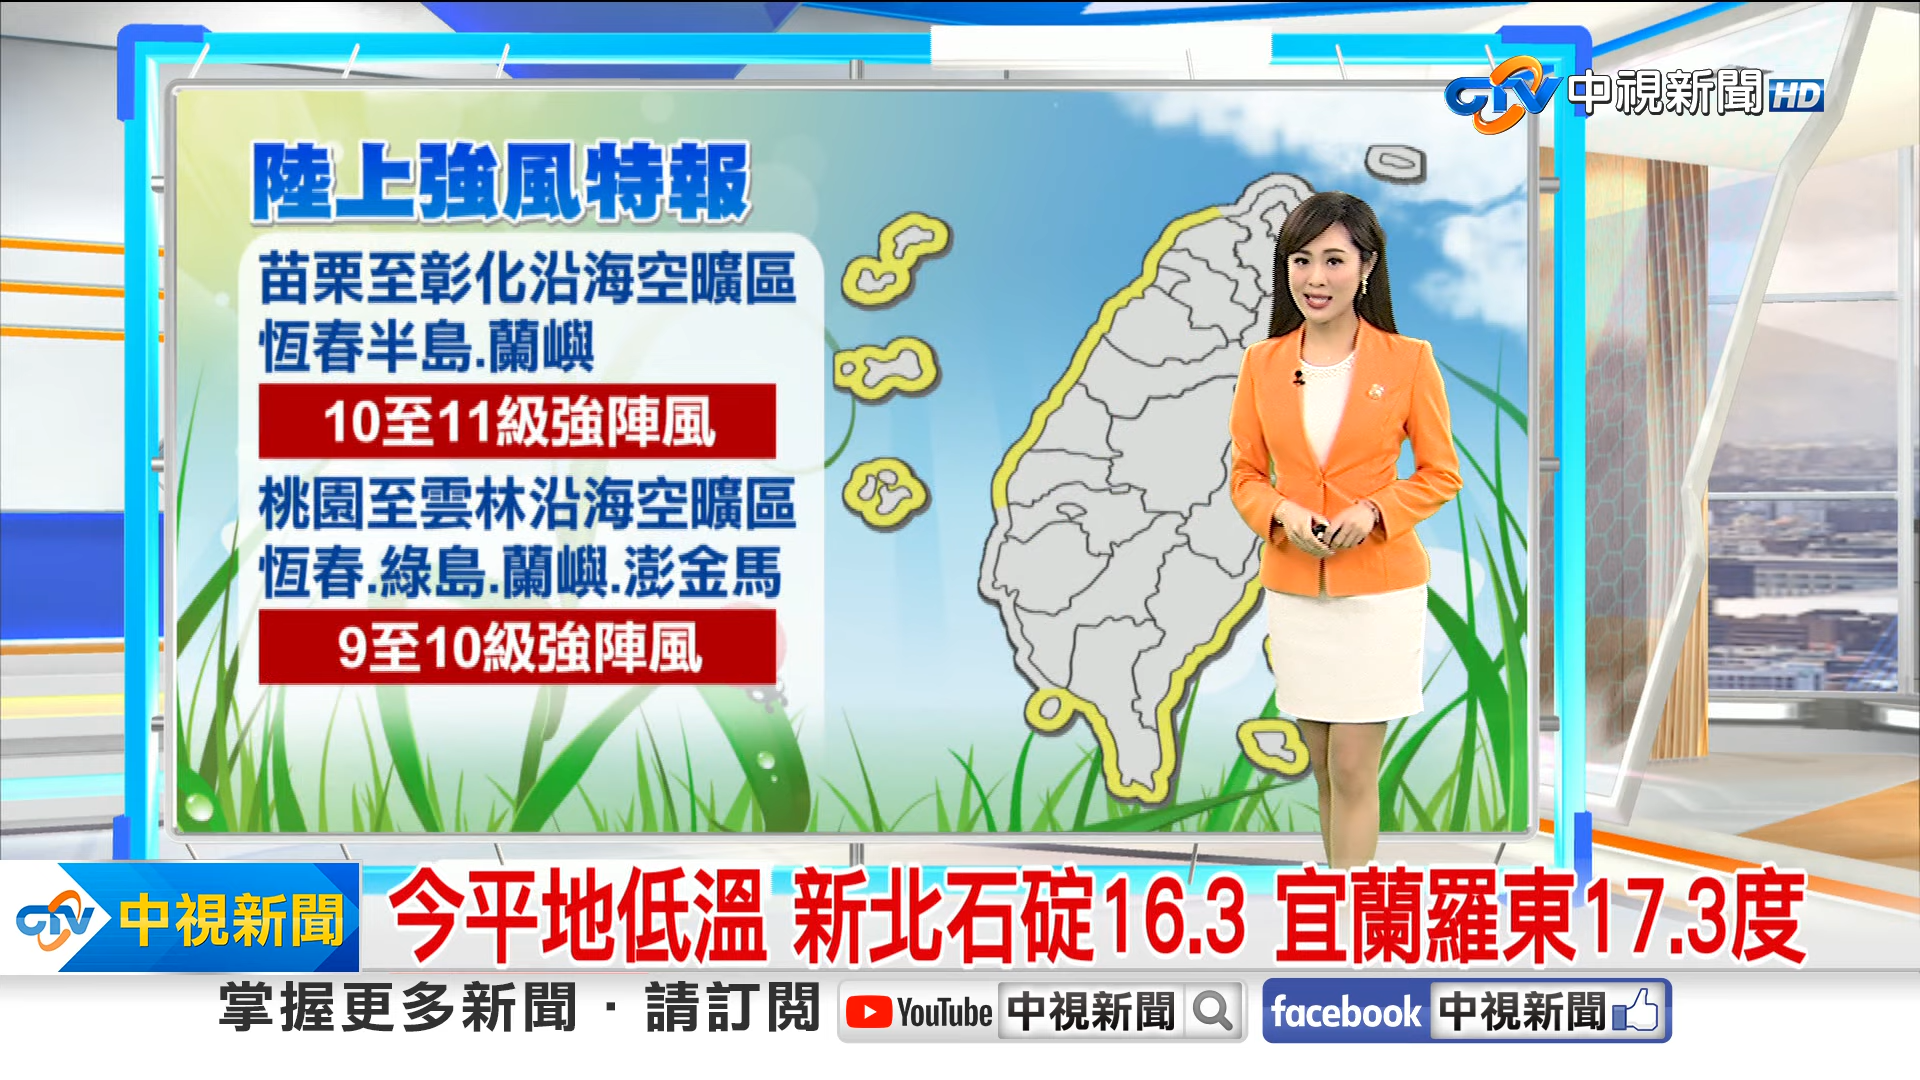 CTV 中視新聞 HD
陸上強風特報
苗栗至彰化沿海空曠區
恆春半島.蘭嶼
10至11級強陣風
桃園至雲林沿海空曠區
恆春.綠島.蘭嶼.澎金馬
9至10級強陣風
CTV 中視新聞
今平地低溫 新北石碇16.3 宜蘭羅東17.3度
掌握更多新聞·請訂閱 YouTube 中視新聞 facebook 中視新聞